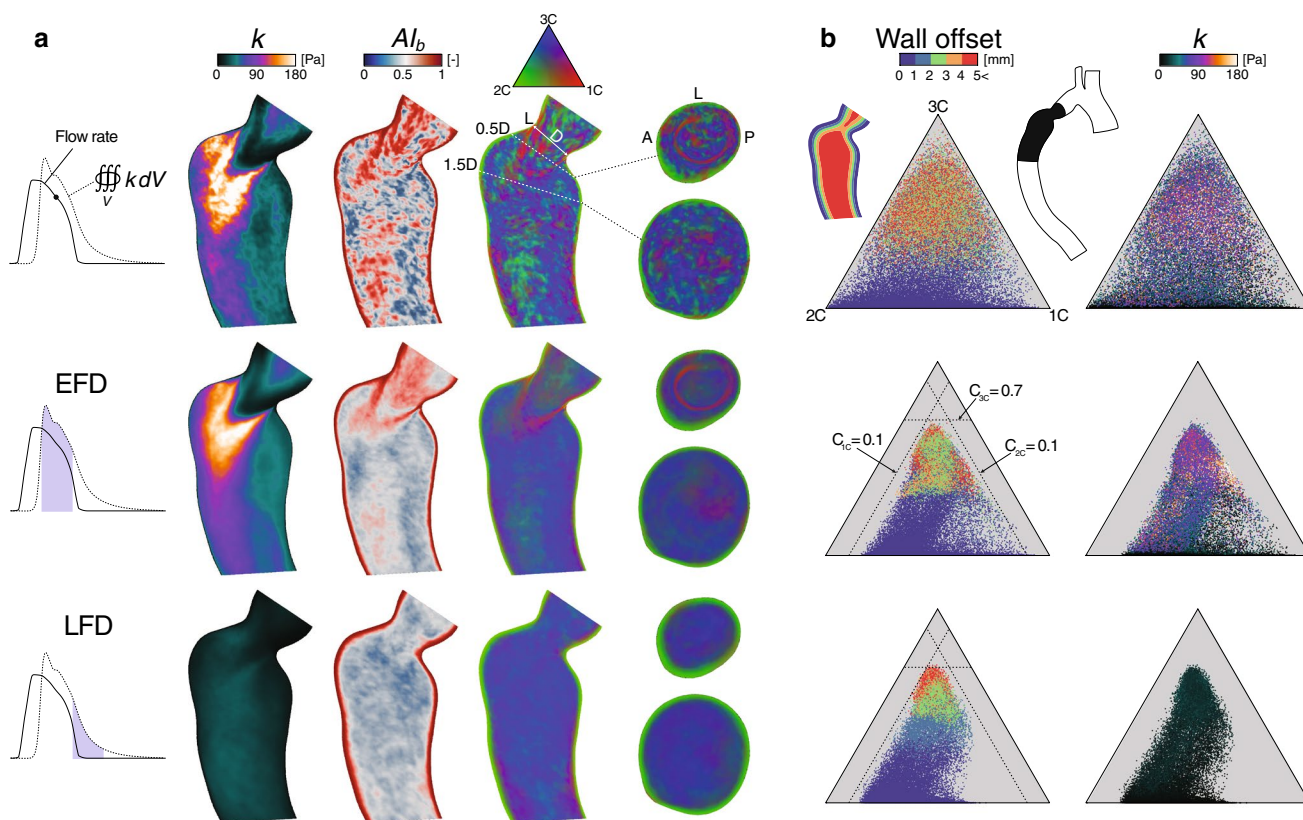 a
k
[Pa]
0 90 180
AI_b
[-]
0 0.5 1
3C
2C 1C
Flow rate
∯∯∯ k dV
V
L
D
0.5D
1.5D
L
A P
EFD
LFD
b
Wall offset
[mm]
0 1 2 3 4 5<
k
[Pa]
0 90 180
3C
2C 1C
C_3C = 0.7
C_1C = 0.1
C_2C = 0.1